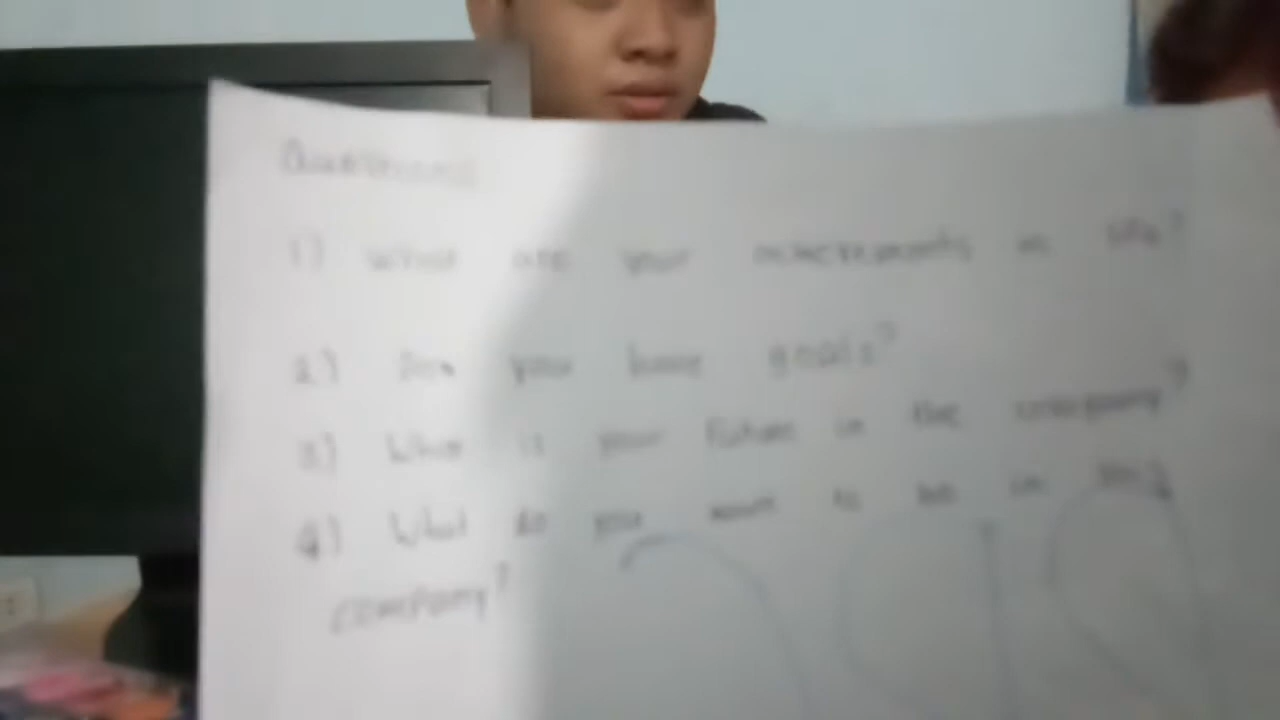 Questions
1) What are your achievements in life?
2) Do you have goals?
3) What is your future in the company?
4) What do you want to be in this
company?